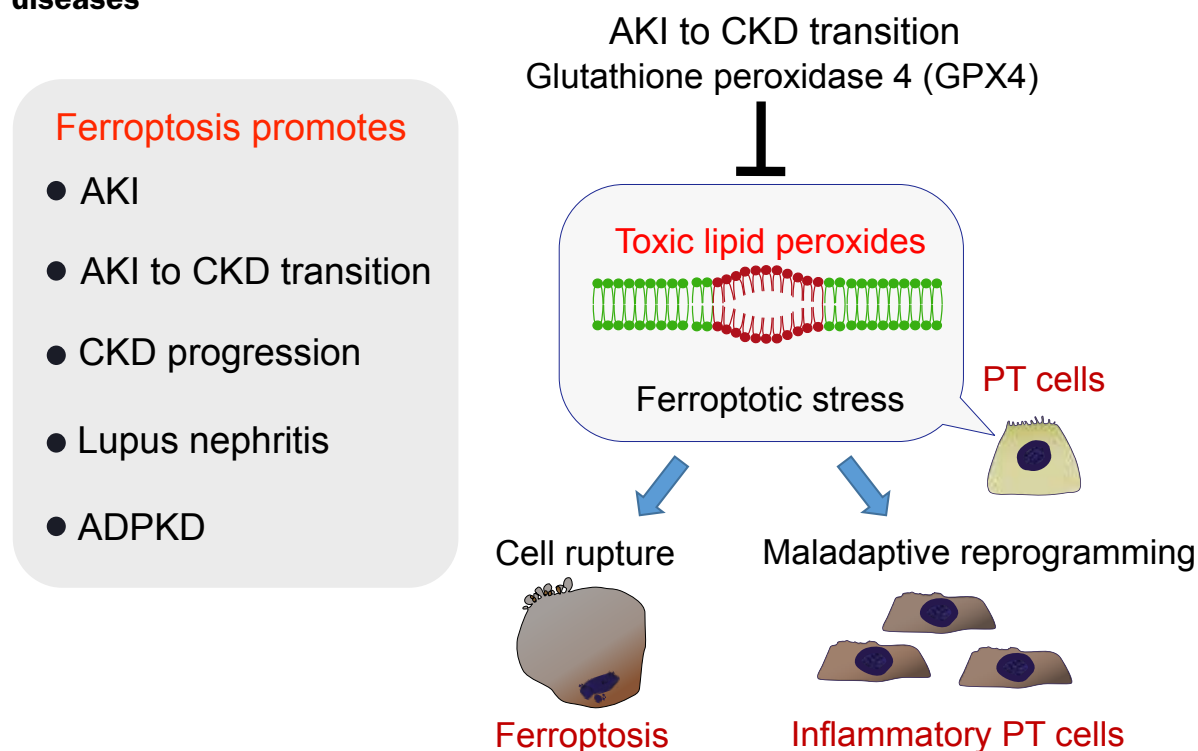 diseases
Ferroptosis promotes
● AKI
● AKI to CKD transition
● CKD progression
● Lupus nephritis
● ADPKD
AKI to CKD transition
Glutathione peroxidase 4 (GPX4)
Toxic lipid peroxides
Ferroptotic stress
PT cells
Cell rupture
Ferroptosis
Maladaptive reprogramming
Inflammatory PT cells